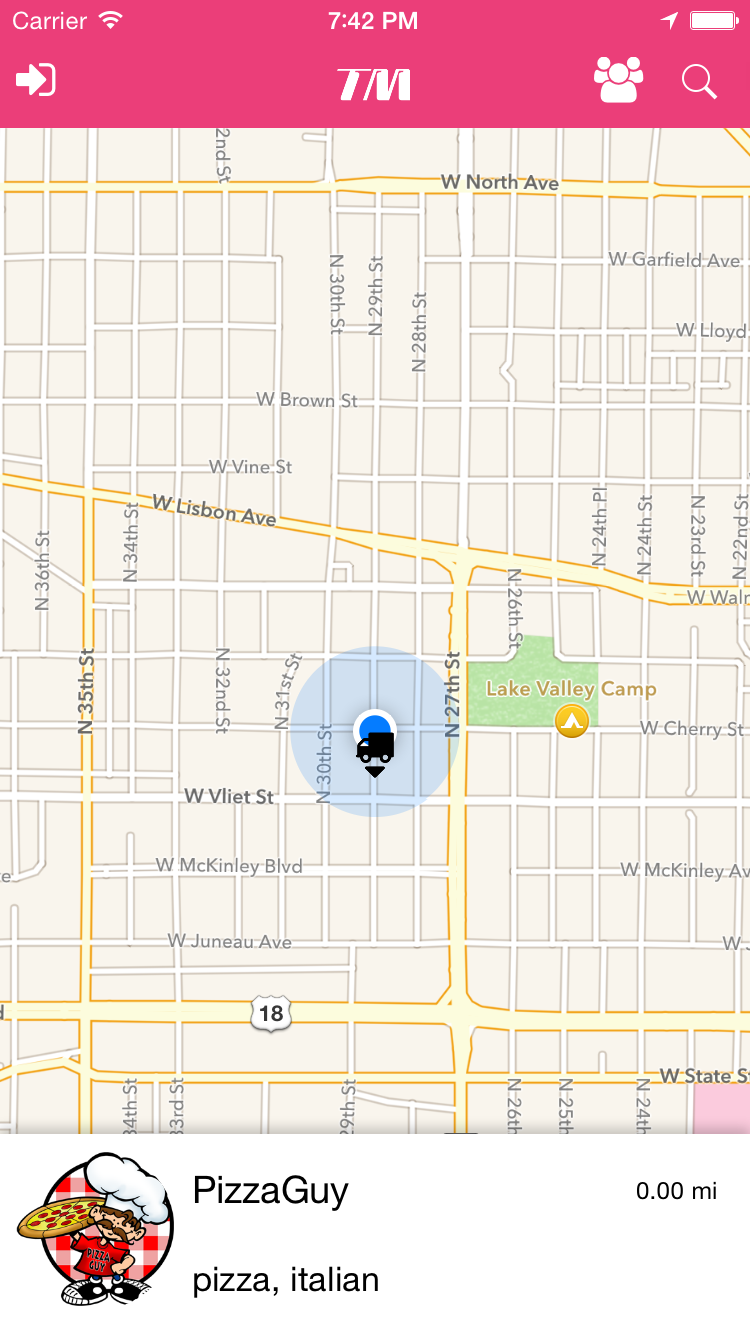 Carrier 7:42 PM
TM
2nd St
W North Ave
W Garfield Ave
N 30th St
N 29th St
N 28th St
W Lloyd
W Brown St
W Vine St
W Lisbon Ave
N 36th St
N 34th St
N 24th Pl
N 24th St
N 23rd St
N 22nd St
N 26th St
W Waln
N 35th St
N 32nd St
N 31st St
N 27th St
Lake Valley Camp
N 30th St
W Cherry St
W Vliet St
W McKinley Blvd
W McKinley Av
W Juneau Ave
W J
18
W State S
34th St
33rd St
29th St
N 26th
N 25th
N 24th
PizzaGuy
0.00 mi
PIZZA
GUY
pizza, italian